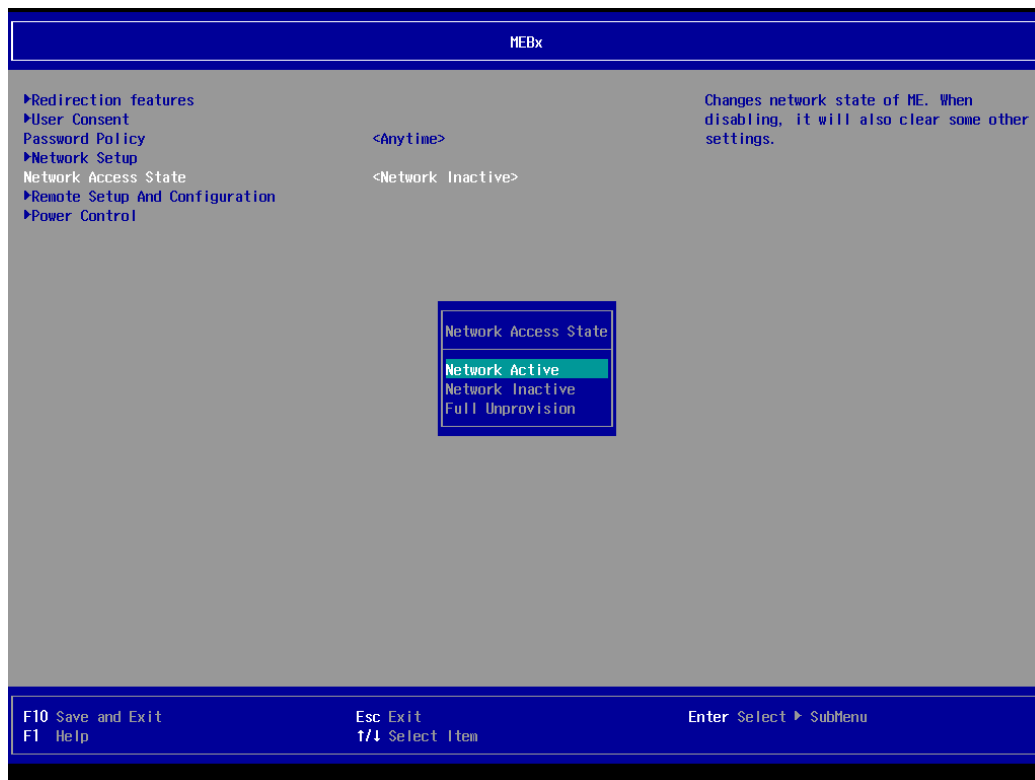 MEBx
▶Redirection features
▶User Consent
Password Policy <Anytime>
▶Network Setup
Network Access State <Network Inactive>
▶Remote Setup And Configuration
▶Power Control
Changes network state of ME. When
disabling, it will also clear some other
settings.
Network Access State
Network Active
Network Inactive
Full Unprovision
F10 Save and Exit Esc Exit Enter Select ▶ SubMenu
F1 Help ↑/↓ Select Item